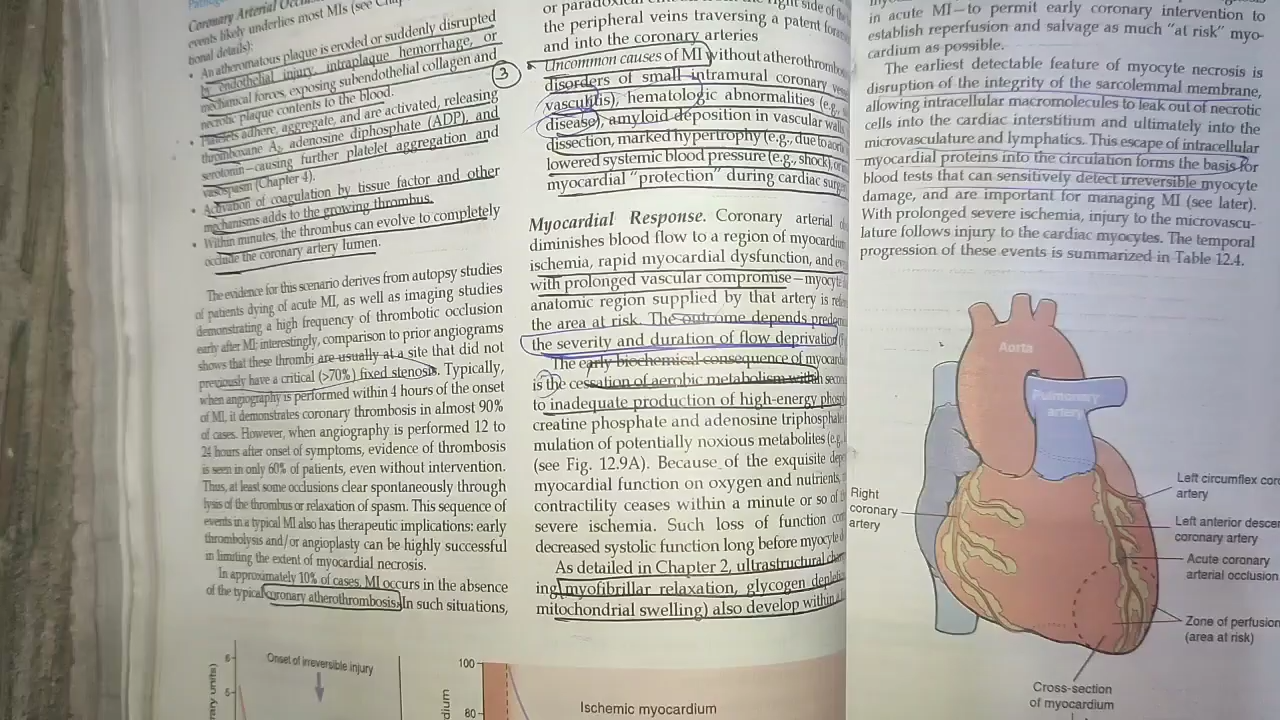 Coronary Arterial
events likely underlies most MIs (see
tional details):
• An atheromatous plaque is eroded or suddenly disrupted
by endothelial injury, intraplaque hemorrhage, or
mechanical forces, exposing subendothelial collagen and
necrotic plaque contents to the blood.
• Platelets adhere, aggregate, and are activated, releasing
thromboxane A₂, adenosine diphosphate (ADP), and
serotonin—causing further platelet aggregation and
vasospasm (Chapter 4).
• Activation of coagulation by tissue factor and other
mechanisms adds to the growing thrombus.
• Within minutes, the thrombus can evolve to completely
occlude the coronary artery lumen.
The evidence for this scenario derives from autopsy studies
of patients dying of acute MI, as well as imaging studies
demonstrating a high frequency of thrombotic occlusion
early after MI; interestingly, comparison to prior angiograms
shows that these thrombi are usually at a site that did not
previously have a critical (>70%) fixed stenosis. Typically,
when angiography is performed within 4 hours of the onset
of MI, it demonstrates coronary thrombosis in almost 90%
of cases. However, when angiography is performed 12 to
24 hours after onset of symptoms, evidence of thrombosis
is seen in only 60% of patients, even without intervention.
Thus, at least some occlusions clear spontaneously through
lysis of the thrombus or relaxation of spasm. This sequence of
events in a typical MI also has therapeutic implications: early
thrombolysis and/or angioplasty can be highly successful
in limiting the extent of myocardial necrosis.
In approximately 10% of cases, MI occurs in the absence
of the typical coronary atherothrombosis. In such situations,
6
Onset of irreversible injury
5
or
the peripheral veins traversing a patent
and into the coronary arteries
3
• Uncommon causes of MI without
disorders of small intramural coronary
vasculitis), hematologic abnormalities (e.g.,
disease), amyloid deposition in vascular
dissection, marked hypertrophy (e.g., due to
lowered systemic blood pressure (e.g., shock),
myocardial "protection" during cardiac
Myocardial Response. Coronary arterial
diminishes blood flow to a region of
ischemia, rapid myocardial dysfunction, and
with prolonged vascular compromise—
anatomic region supplied by that artery is
the area at risk. The outcome depends
the severity and duration of flow deprivation
The early biochemical consequence of
is the cessation of aerobic metabolism within
to inadequate production of high-energy
creatine phosphate and adenosine
mulation of potentially noxious metabolites (e.g.,
(see Fig. 12.9A). Because of the exquisite
myocardial function on oxygen and nutrients,
contractility ceases within a minute or so of
severe ischemia. Such loss of function
decreased systolic function long before myocyte
As detailed in Chapter 2, ultrastructural
ing myofibrillar relaxation, glycogen
mitochondrial swelling) also develop within
100
80
Ischemic myocardium
in acute MI—to permit early coronary intervention to
establish reperfusion and salvage as much "at risk" myo-
cardium as possible.
The earliest detectable feature of myocyte necrosis is
disruption of the integrity of the sarcolemmal membrane,
allowing intracellular macromolecules to leak out of necrotic
cells into the cardiac interstitium and ultimately into the
microvasculature and lymphatics. This escape of intracellular
myocardial proteins into the circulation forms the basis for
blood tests that can sensitively detect irreversible myocyte
damage, and are important for managing MI (see later).
With prolonged severe ischemia, injury to the microvascu-
lature follows injury to the cardiac myocytes. The temporal
progression of these events is summarized in Table 12.4.
Aorta
Pulmonary
artery
Right
coronary
artery
Left circumflex
artery
Left anterior
coronary artery
Acute coronary
arterial occlusion
Zone of perfusion
(area at risk)
Cross-section
of myocardium